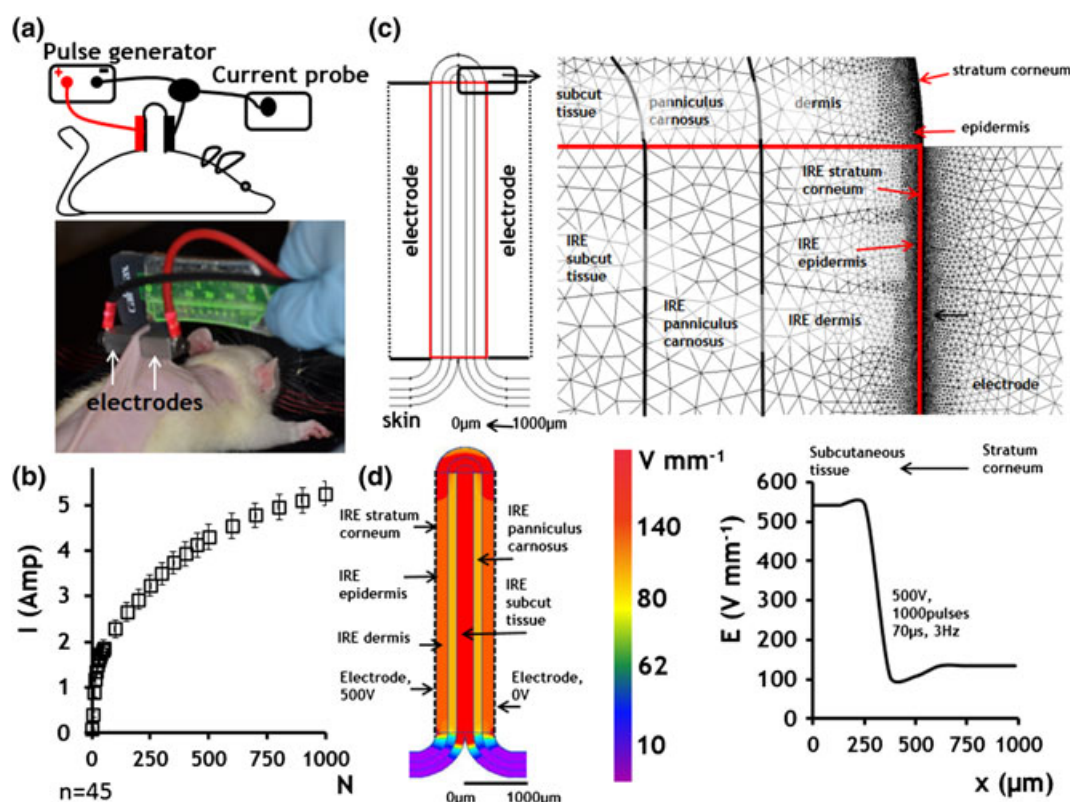 (a)
Pulse generator
+
-
Current probe
electrodes
(b)
I (Amp)
5
4
3
2
1
0
0
250
500
750
1000
N
n=45
(c)
electrode
electrode
skin
0µm
1000µm
subcut
tissue
panniculus
carnosus
dermis
stratum corneum
epidermis
IRE stratum
corneum
IRE
epidermis
IRE subcut
tissue
IRE
panniculus
carnosus
IRE dermis
electrode
(d)
IRE stratum
corneum
IRE
epidermis
IRE dermis
Electrode,
500V
IRE
panniculus
carnosus
IRE
subcut
tissue
Electrode,
0V
0µm
1000µm
V mm⁻¹
140
80
62
10
Subcutaneous
tissue
Stratum
corneum
E (V mm⁻¹)
600
500
400
300
200
100
0
500V,
1000pulses
70µs, 3Hz
0
250
500
750
1000
x (µm)